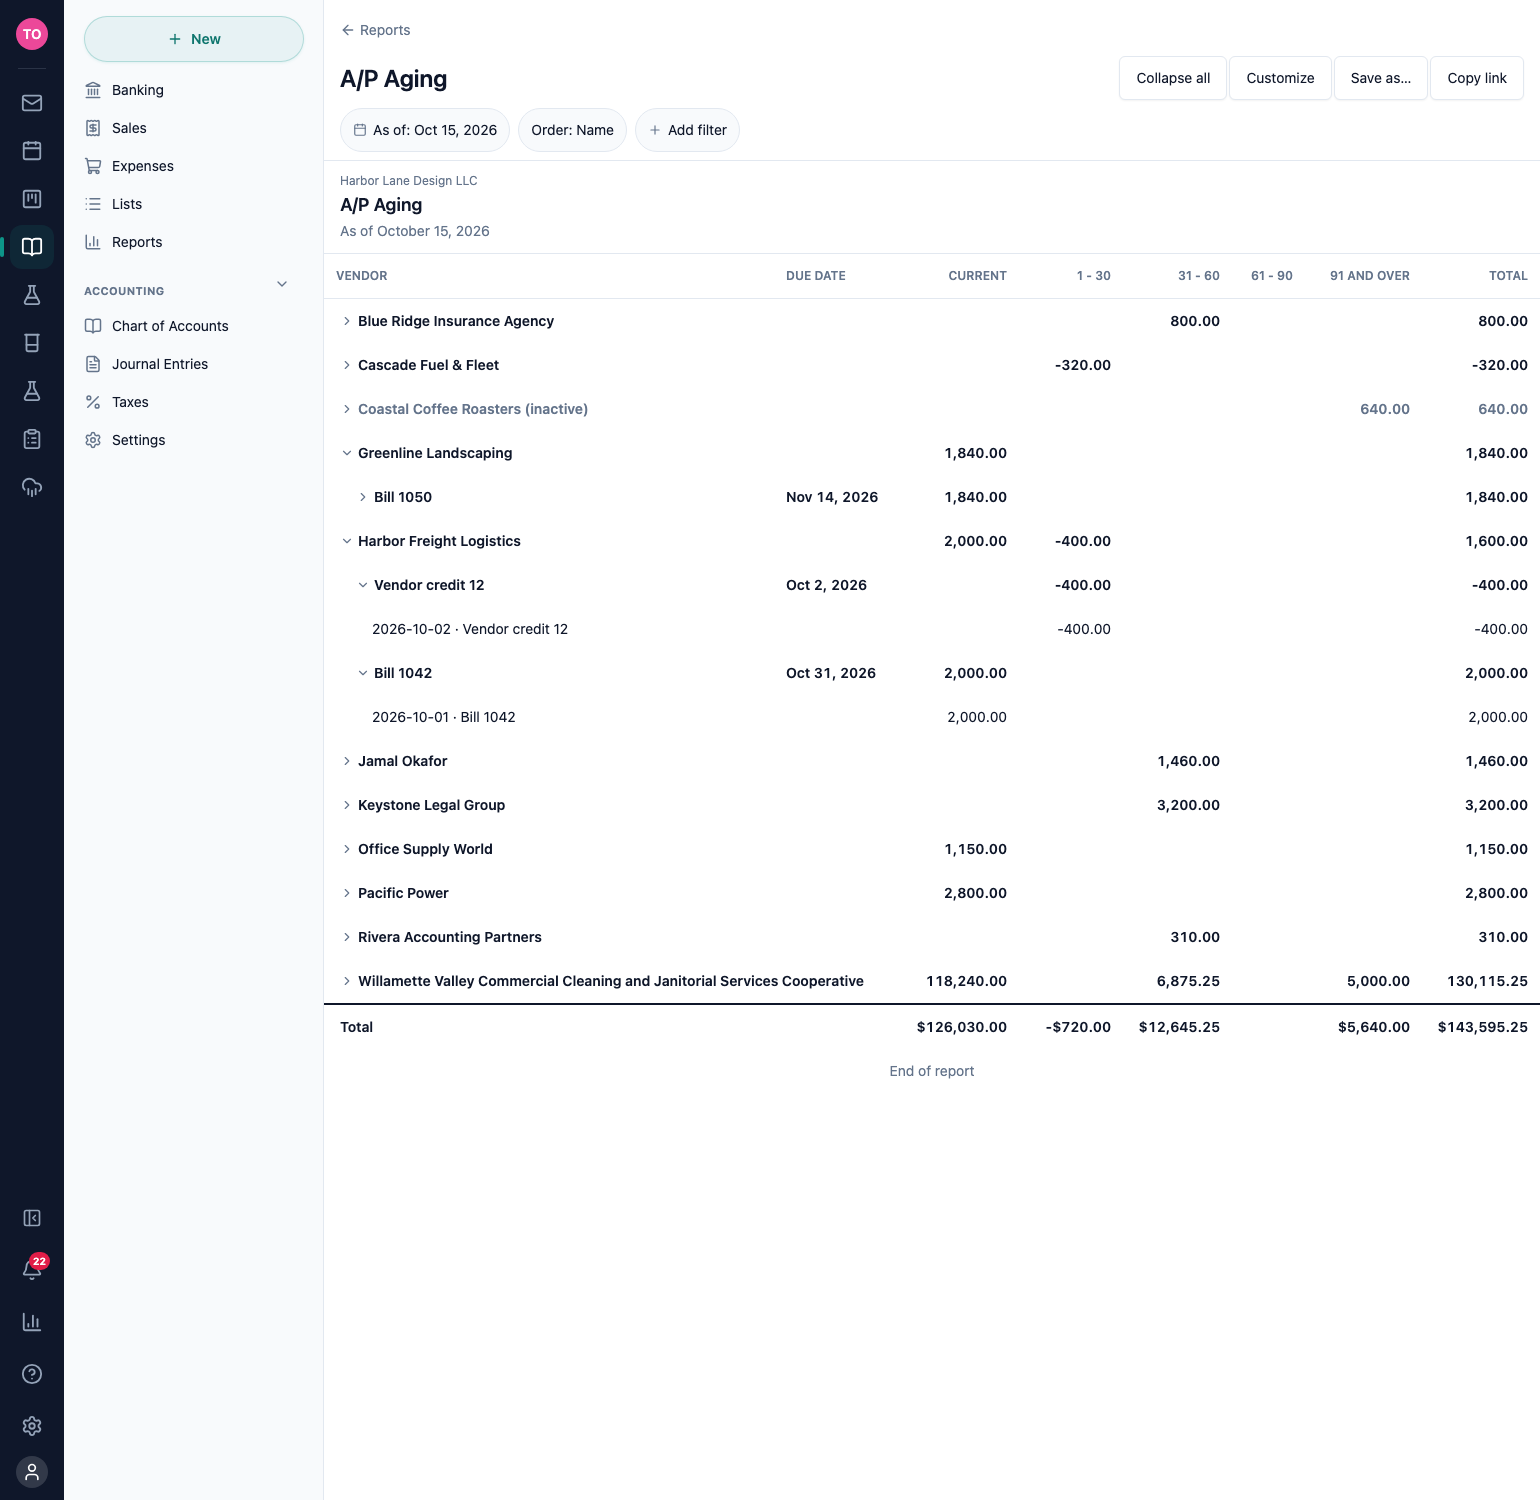 TO
New
Banking
Sales
Expenses
Lists
Reports
ACCOUNTING
Chart of Accounts
Journal Entries
Taxes
Settings
22
Reports
A/P Aging
Collapse all
Customize
Save as...
Copy link
As of: Oct 15, 2026
Order: Name
Add filter
Harbor Lane Design LLC
A/P Aging
As of October 15, 2026
VENDOR DUE DATE CURRENT 1 - 30 31 - 60 61 - 90 91 AND OVER TOTAL
Blue Ridge Insurance Agency 800.00 800.00
Cascade Fuel & Fleet -320.00 -320.00
Coastal Coffee Roasters (inactive) 640.00 640.00
Greenline Landscaping 1,840.00 1,840.00
Bill 1050 Nov 14, 2026 1,840.00 1,840.00
Harbor Freight Logistics 2,000.00 -400.00 1,600.00
Vendor credit 12 Oct 2, 2026 -400.00 -400.00
2026-10-02 · Vendor credit 12 -400.00 -400.00
Bill 1042 Oct 31, 2026 2,000.00 2,000.00
2026-10-01 · Bill 1042 2,000.00 2,000.00
Jamal Okafor 1,460.00 1,460.00
Keystone Legal Group 3,200.00 3,200.00
Office Supply World 1,150.00 1,150.00
Pacific Power 2,800.00 2,800.00
Rivera Accounting Partners 310.00 310.00
Willamette Valley Commercial Cleaning and Janitorial Services Cooperative 118,240.00 6,875.25 5,000.00 130,115.25
Total $126,030.00 -$720.00 $12,645.25 $5,640.00 $143,595.25
End of report